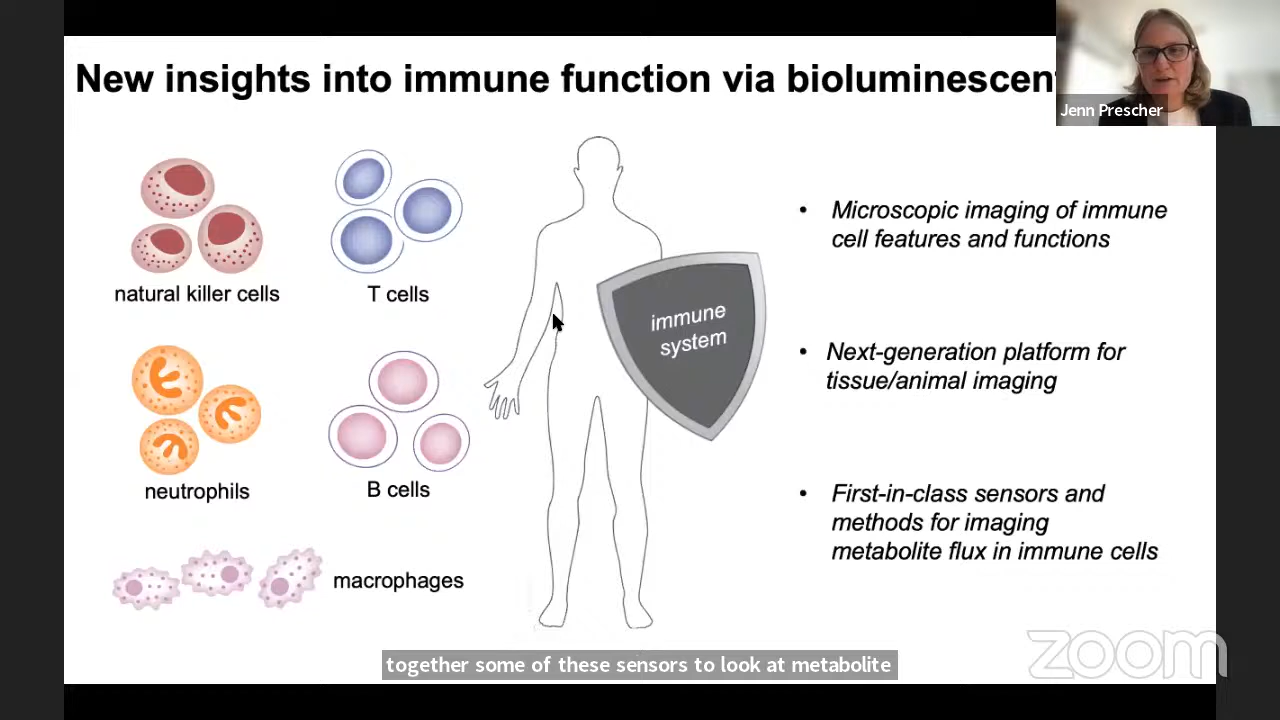 New insights into immune function via bioluminescent
Jenn Prescher
natural killer cells
T cells
neutrophils
B cells
macrophages
immune
system
• Microscopic imaging of immune
cell features and functions
• Next-generation platform for
tissue/animal imaging
• First-in-class sensors and
methods for imaging
metabolite flux in immune cells
together some of these sensors to look at metabolite
zoom